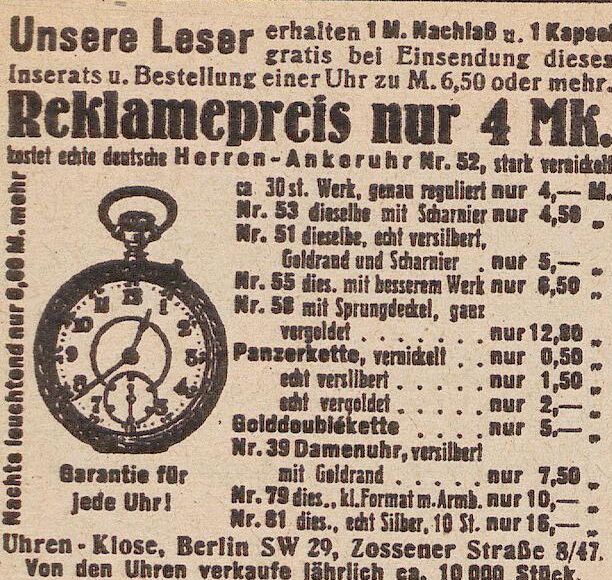 Unsere Leser erhalten 1 M. Nachlaß u. 1 Kapsel
gratis bei Einsendung dieses
Inserats u. Bestellung einer Uhr zu M. 6,50 oder mehr.
Reklamepreis nur 4 Mk.
kostet echte deutsche Herren-Ankeruhr Nr. 52, stark vernickelt
ca 30st. Werk, genau reguliert nur 4,— M
Nr. 53 dieselbe mit Scharnier nur 4,50 „
Nr. 51 dieselbe, echt versilbert,
Goldrand und Scharnier . nur 5,— „
Nr. 55 dies. mit besserem Werk nur 6,50 „
Nr. 58 mit Sprungdeckel, ganz
vergoldet . . . . . . nur 12,80 „
Panzerkette, vernickelt . . nur 0,50 „
echt versilbert . . . . . nur 1,50 „
echt vergoldet . . . . . nur 2,— „
Golddoublékette . . . . nur 5,— „
Nr. 39 Damenuhr, versilbert
mit Goldrand . . . . . nur 7,50 „
Nr. 79 dies., kl. Format m. Armb. nur 10,— „
Nr. 81 dies., echt Silber, 10 St. nur 16,— „
Nachts leuchtend nur 0,60 M. mehr
Garantie für
jede Uhr!
Uhren-Klose, Berlin SW 29, Zossener Straße 8/47.
Von den Uhren verkaufe jährlich ca. 10 000 Stück.